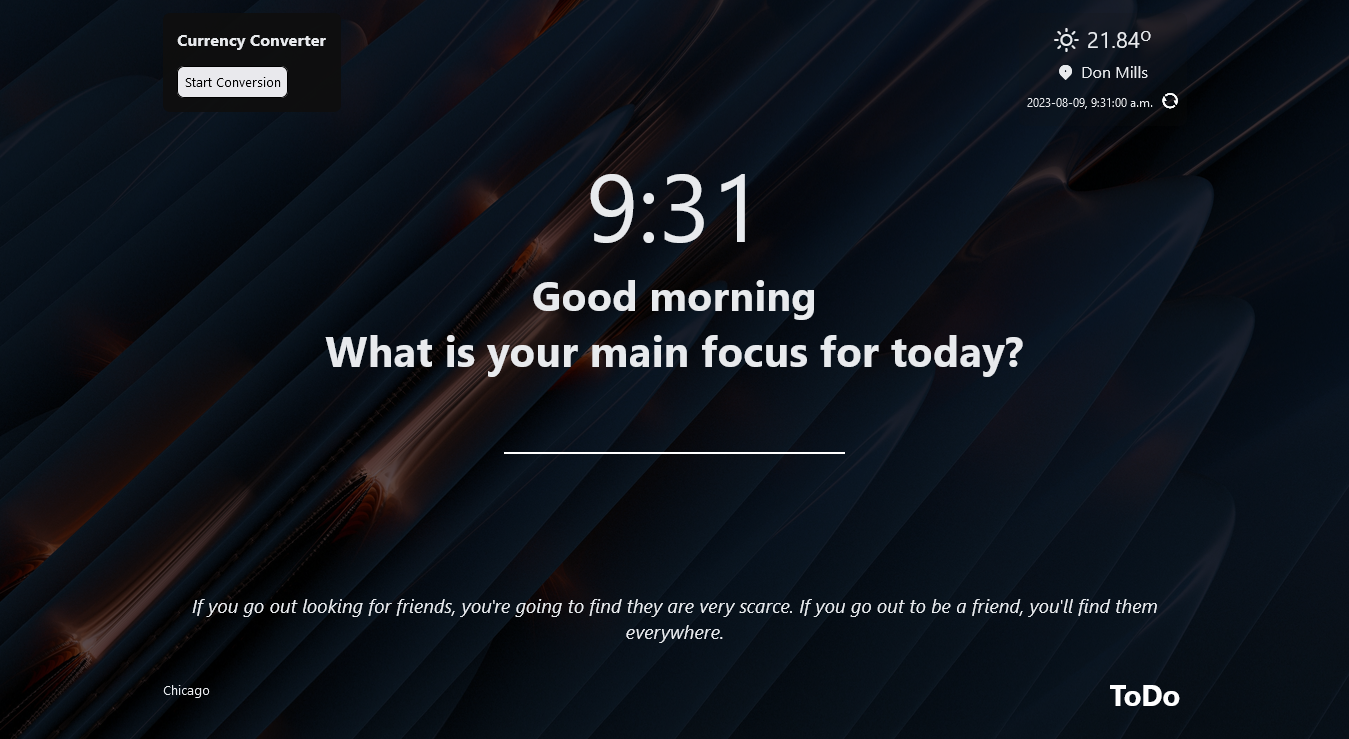 Currency Converter
Start Conversion
21.84º
Don Mills
2023-08-09, 9:31:00 a.m.
9:31
Good morning
What is your main focus for today?
If you go out looking for friends, you're going to find they are very scarce. If you go out to be a friend, you'll find them
everywhere.
Chicago
ToDo